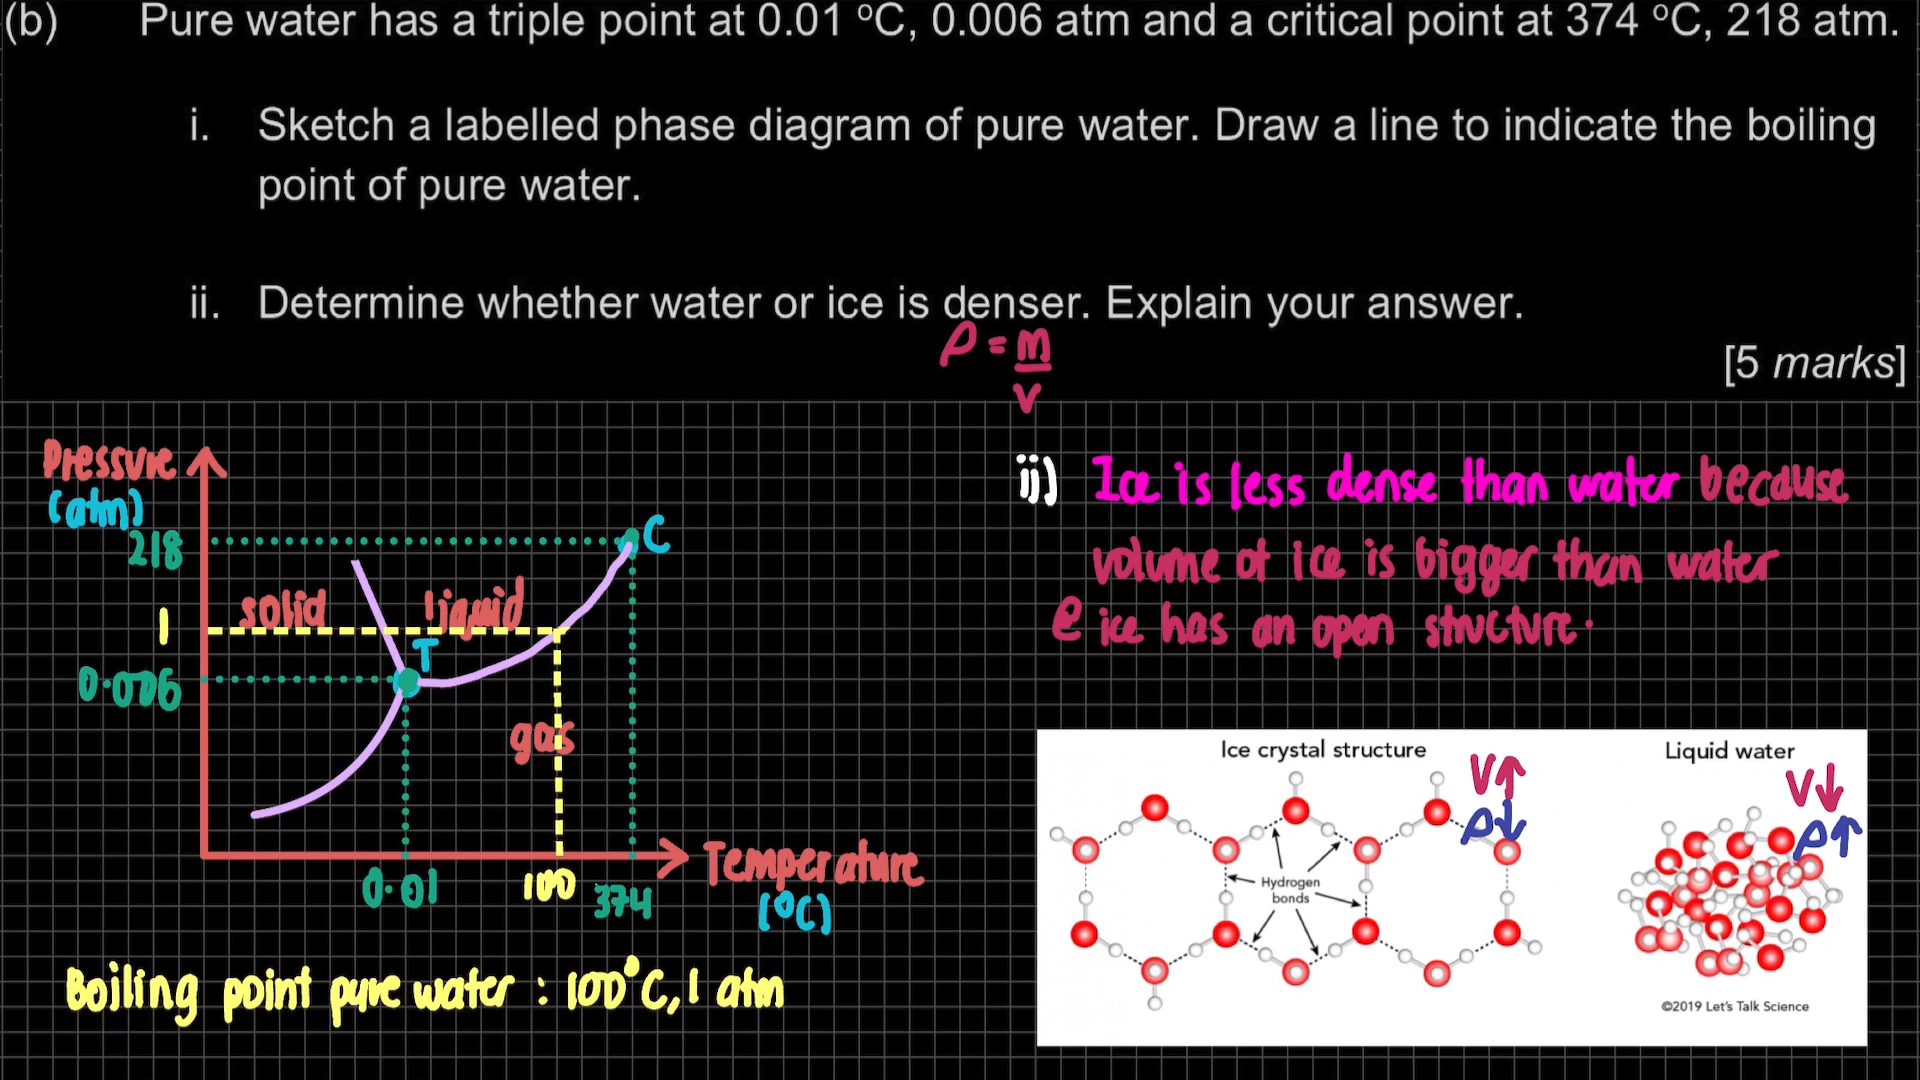 (b) Pure water has a triple point at 0.01 °C, 0.006 atm and a critical point at 374 °C, 218 atm.
i. Sketch a labelled phase diagram of pure water. Draw a line to indicate the boiling
point of pure water.
ii. Determine whether water or ice is denser. Explain your answer.
ρ = m
v
[5 marks]
Pressure
(atm)
218
C
solid
liquid
1
T
0.006
gas
0.01
100
374
Temperature
(°C)
Boiling point pure water : 100°C, 1 atm
ii) Ice is less dense than water because
volume of ice is bigger than water
e ice has an open structure.
Ice crystal structure
V↑
ρ↓
Hydrogen
bonds
Liquid water
V↓
ρ↑
©2019 Let's Talk Science